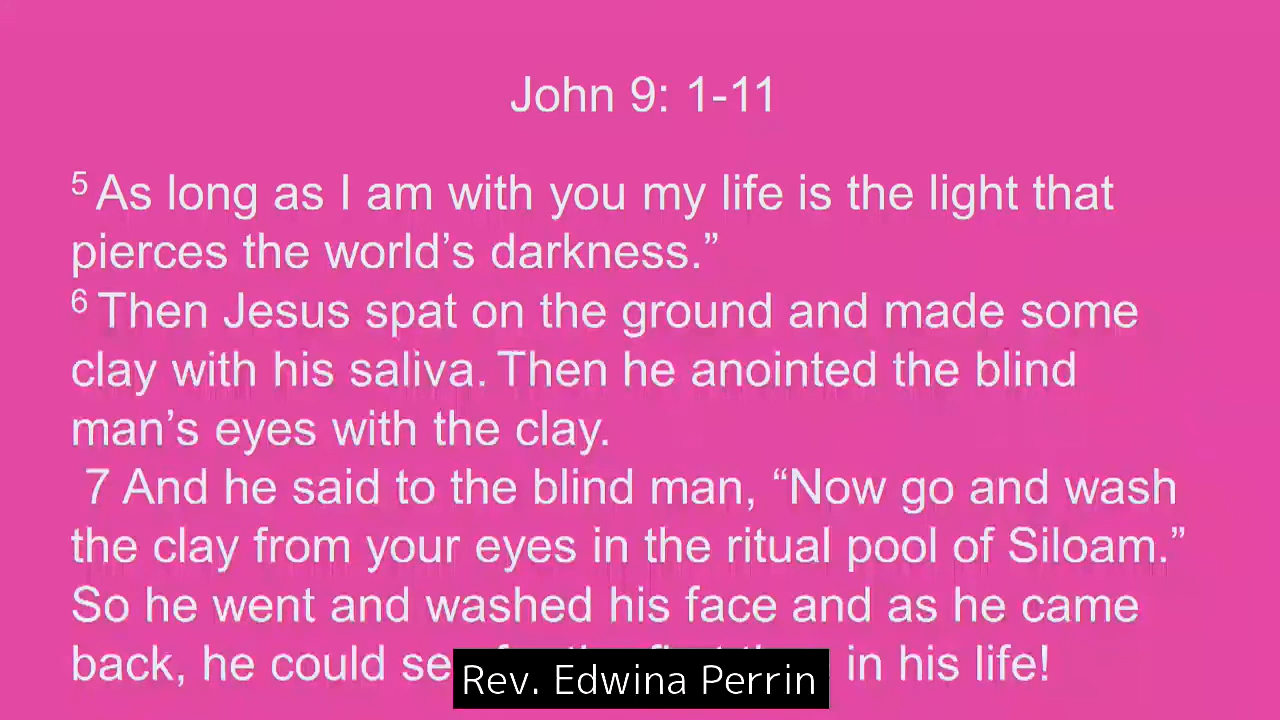 John 9: 1-11
5 As long as I am with you my life is the light that
pierces the world’s darkness.”
6 Then Jesus spat on the ground and made some
clay with his saliva. Then he anointed the blind
man’s eyes with the clay.
7 And he said to the blind man, “Now go and wash
the clay from your eyes in the ritual pool of Siloam.”
So he went and washed his face and as he came
back, he could in his life!
Rev. Edwina Perrin